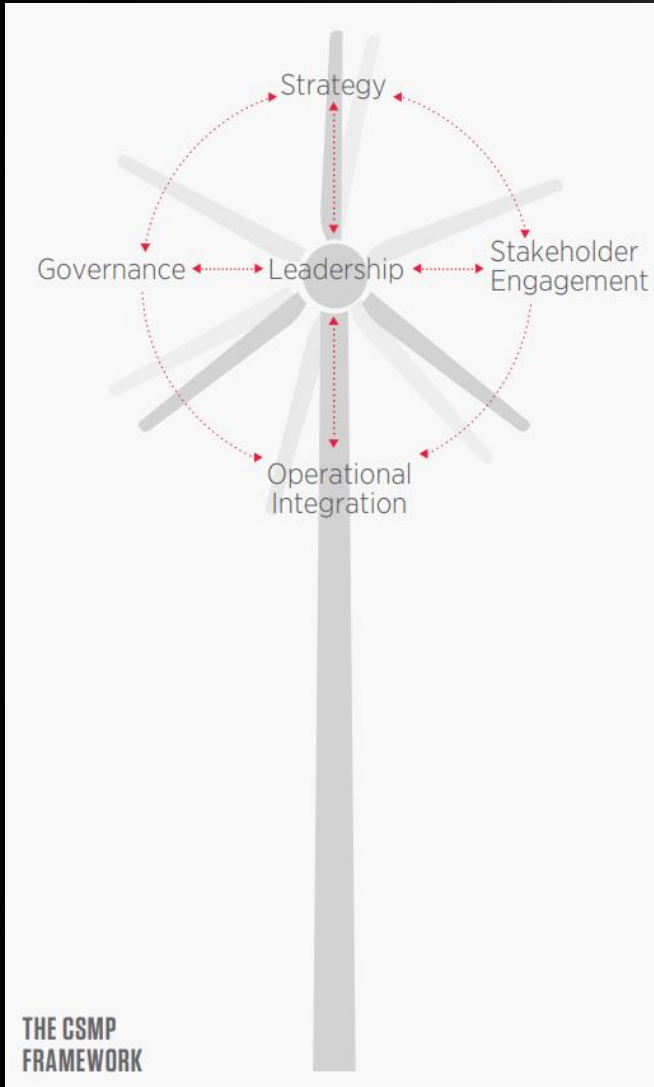 Strategy
Governance
Leadership
Stakeholder
Engagement
Operational
Integration
THE CSMP
FRAMEWORK